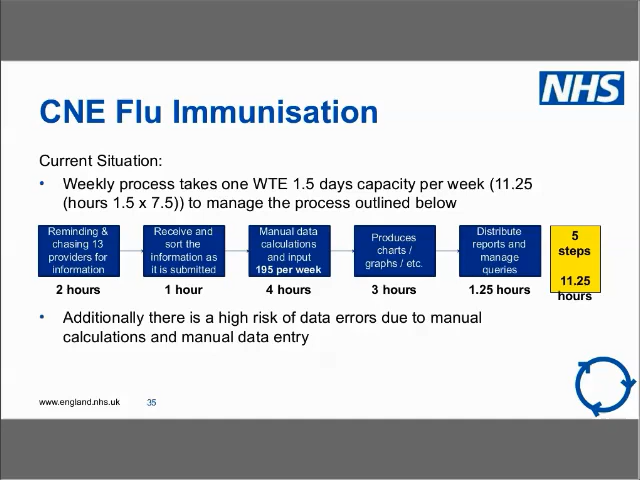 NHS
CNE Flu Immunisation
Current Situation:
• Weekly process takes one WTE 1.5 days capacity per week (11.25
(hours 1.5 x 7.5)) to manage the process outlined below
Reminding &
chasing 13
providers for
information
2 hours
Receive and
sort the
information as
it is submitted
1 hour
Manual data
calculations
and input
195 per week
4 hours
Produces
charts /
graphs / etc.
3 hours
Distribute
reports and
manage
queries
1.25 hours
5
steps
11.25
hours
• Additionally there is a high risk of data errors due to manual
calculations and manual data entry
www.england.nhs.uk
35